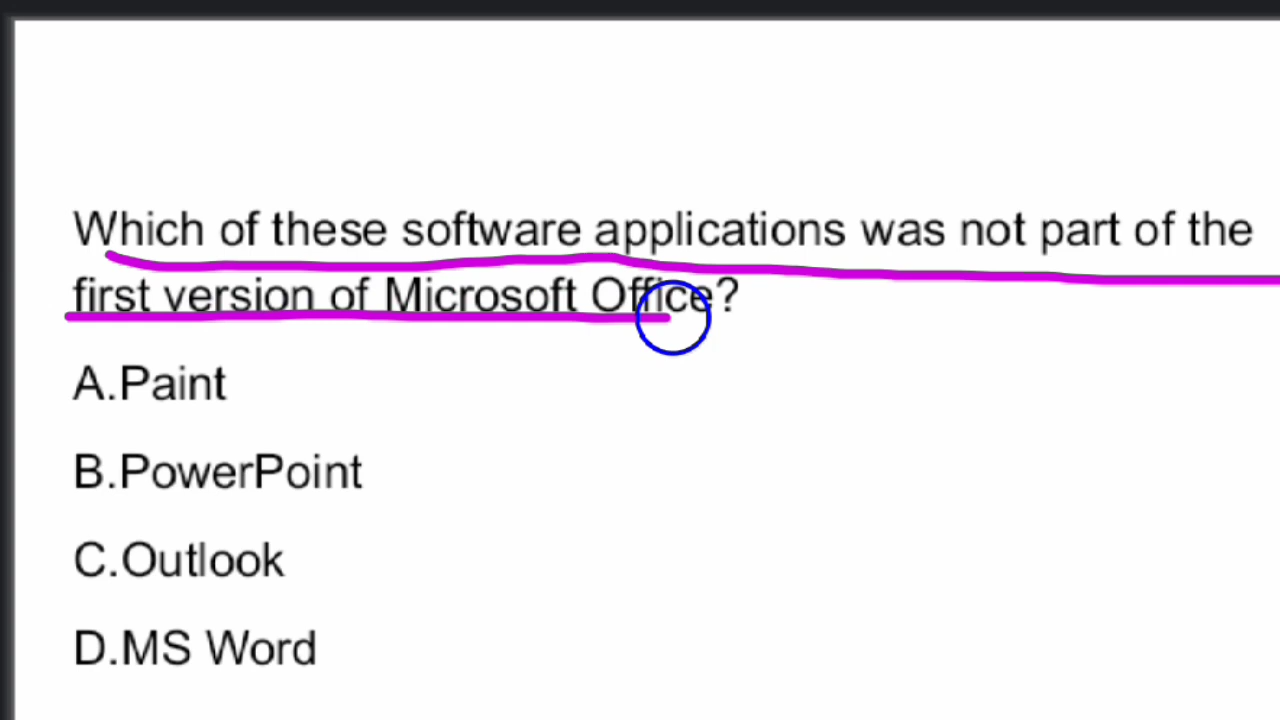 Which of these software applications was not part of the
first version of Microsoft Office?
A.Paint
B.PowerPoint
C.Outlook
D.MS Word